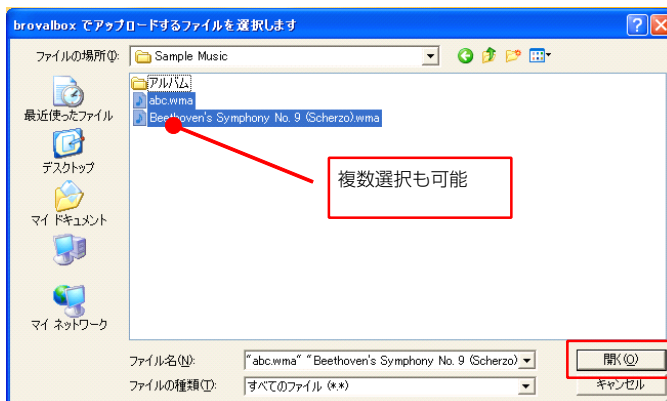 brovalbox でアップロードするファイルを選択します
ファイルの場所(I):
Sample Music
アルバム
abc.wma
Beethoven's Symphony No. 9 (Scherzo).wma
最近使ったファイル
デスクトップ
マイ ドキュメント
マイ ネットワーク
複数選択も可能
ファイル名(N):
"abc.wma" "Beethoven's Symphony No. 9 (Scherzo)
開く(O)
ファイルの種類(T):
すべてのファイル (*.*)
キャンセル